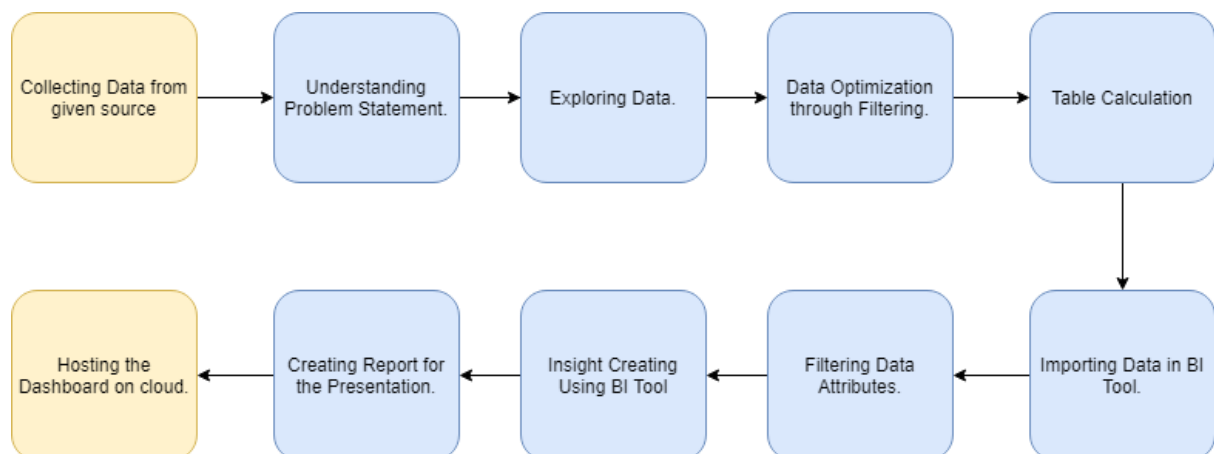 Collecting Data from
given source
Understanding
Problem Statement.
Exploring Data.
Data Optimization
through Filtering.
Table Calculation
Hosting the
Dashboard on cloud.
Creating Report for
the Presentation.
Insight Creating
Using BI Tool
Filtering Data
Attributes.
Importing Data in BI
Tool.